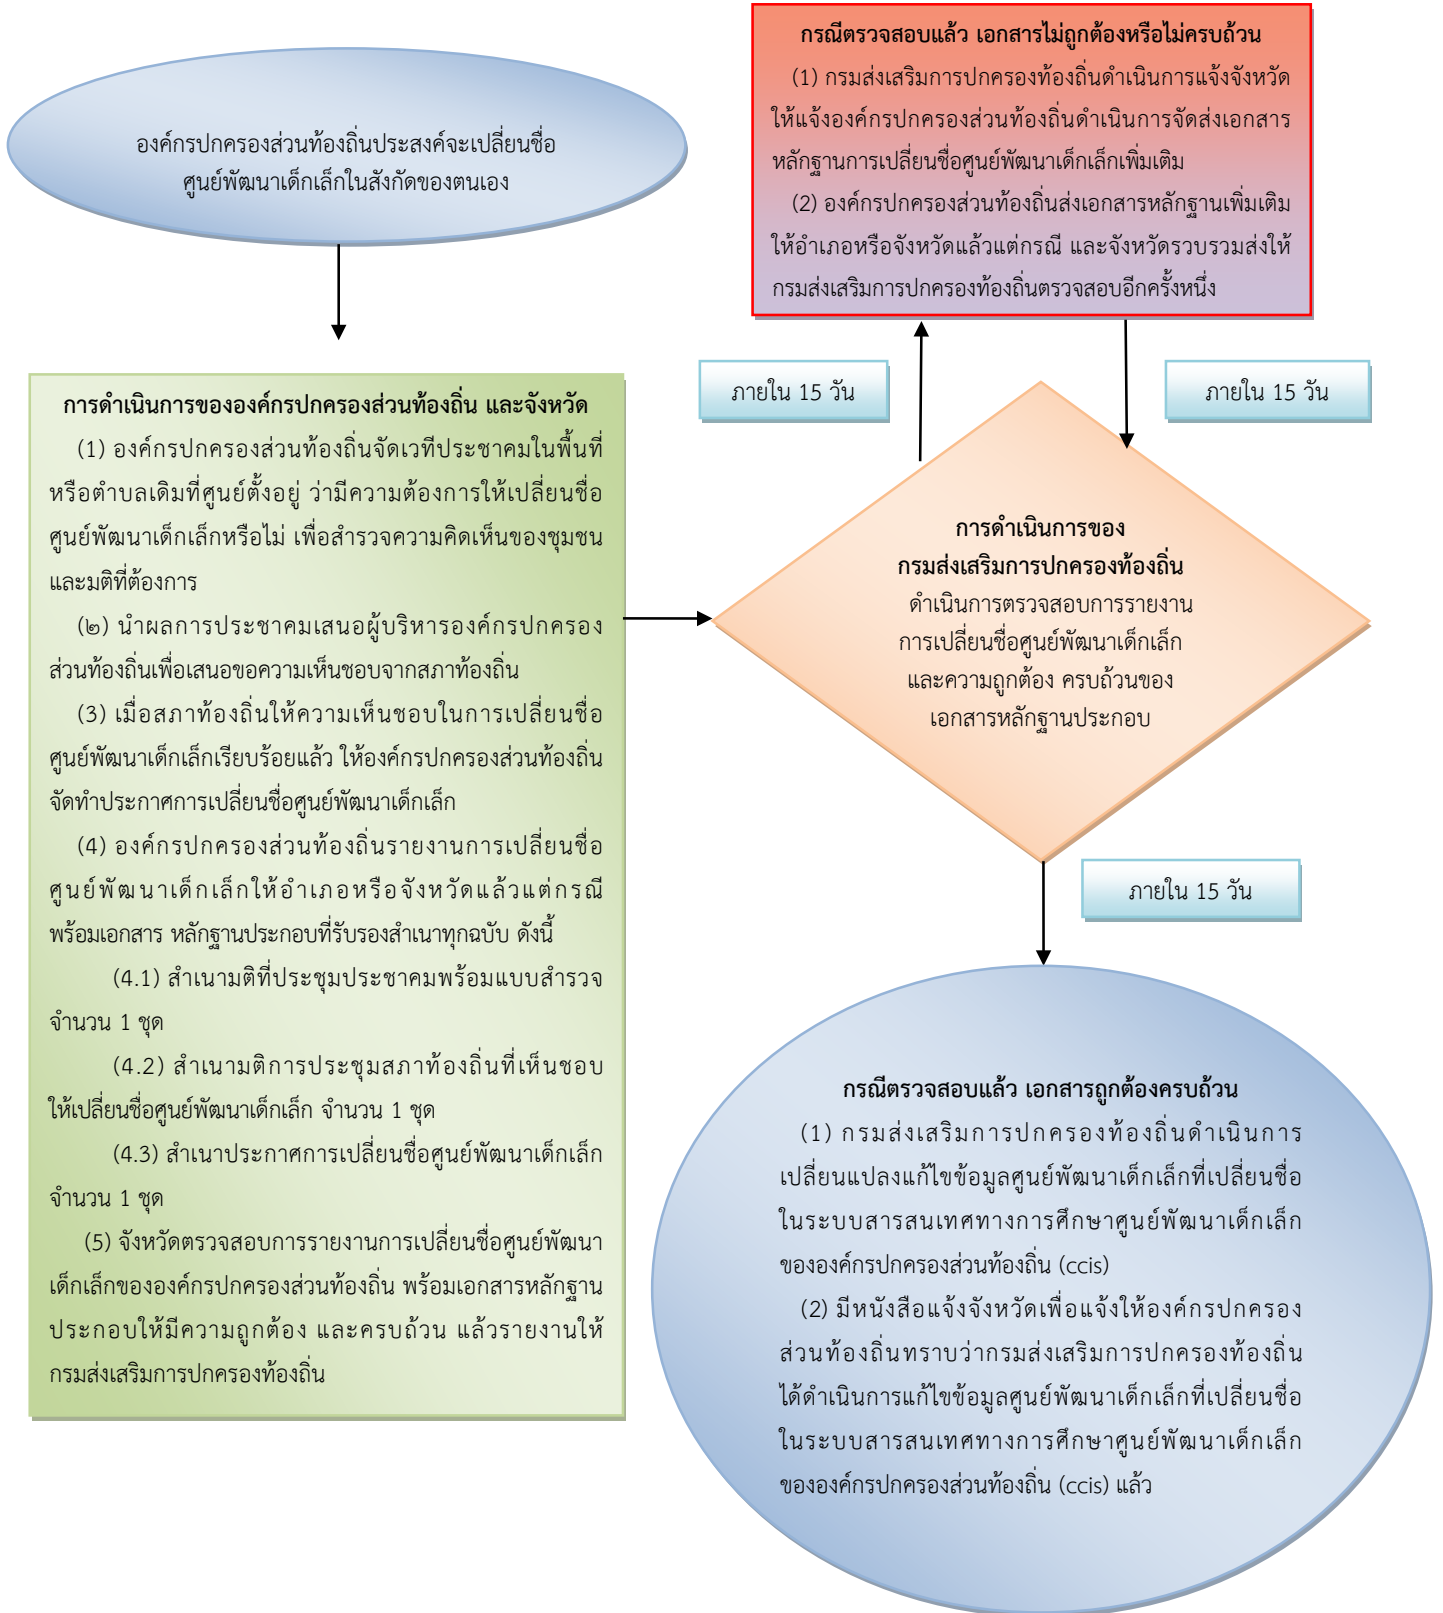 องค์กรปกครองส่วนท้องถิ่นประสงค์จะเปลี่ยนชื่อ
ศูนย์พัฒนาเด็กเล็กในสังกัดของตนเอง
การดำเนินการขององค์กรปกครองส่วนท้องถิ่น และจังหวัด
(1) องค์กรปกครองส่วนท้องถิ่นจัดเวทีประชาคมในพื้นที่
หรือตำบลเดิมที่ศูนย์ตั้งอยู่ ว่ามีความต้องการให้เปลี่ยนชื่อ
ศูนย์พัฒนาเด็กเล็กหรือไม่ เพื่อสำรวจความคิดเห็นของชุมชน
และมติที่ต้องการ
(๒) นำผลการประชาคมเสนอผู้บริหารองค์กรปกครอง
ส่วนท้องถิ่นเพื่อเสนอขอความเห็นชอบจากสภาท้องถิ่น
(3) เมื่อสภาท้องถิ่นให้ความเห็นชอบในการเปลี่ยนชื่อ
ศูนย์พัฒนาเด็กเล็กเรียบร้อยแล้ว ให้องค์กรปกครองส่วนท้องถิ่น
จัดทำประกาศการเปลี่ยนชื่อศูนย์พัฒนาเด็กเล็ก
(4) องค์กรปกครองส่วนท้องถิ่นรายงานการเปลี่ยนชื่อ
ศูนย์พัฒนาเด็กเล็กให้อำเภอหรือจังหวัดแล้วแต่กรณี
พร้อมเอกสาร หลักฐานประกอบที่รับรองสำเนาทุกฉบับ ดังนี้
(4.1) สำเนามติที่ประชุมประชาคมพร้อมแบบสำรวจ
จำนวน 1 ชุด
(4.2) สำเนามติการประชุมสภาท้องถิ่นที่เห็นชอบ
ให้เปลี่ยนชื่อศูนย์พัฒนาเด็กเล็ก จำนวน 1 ชุด
(4.3) สำเนาประกาศการเปลี่ยนชื่อศูนย์พัฒนาเด็กเล็ก
จำนวน 1 ชุด
(5) จังหวัดตรวจสอบการรายงานการเปลี่ยนชื่อศูนย์พัฒนา
เด็กเล็กขององค์กรปกครองส่วนท้องถิ่น พร้อมเอกสารหลักฐาน
ประกอบให้มีความถูกต้อง และครบถ้วน แล้วรายงานให้
กรมส่งเสริมการปกครองท้องถิ่น
กรณีตรวจสอบแล้ว เอกสารไม่ถูกต้องหรือไม่ครบถ้วน
(1) กรมส่งเสริมการปกครองท้องถิ่นดำเนินการแจ้งจังหวัด
ให้แจ้งองค์กรปกครองส่วนท้องถิ่นดำเนินการจัดส่งเอกสาร
หลักฐานการเปลี่ยนชื่อศูนย์พัฒนาเด็กเล็กเพิ่มเติม
(2) องค์กรปกครองส่วนท้องถิ่นส่งเอกสารหลักฐานเพิ่มเติม
ให้อำเภอหรือจังหวัดแล้วแต่กรณี และจังหวัดรวบรวมส่งให้
กรมส่งเสริมการปกครองท้องถิ่นตรวจสอบอีกครั้งหนึ่ง
ภายใน 15 วัน
ภายใน 15 วัน
การดำเนินการของ
กรมส่งเสริมการปกครองท้องถิ่น
ดำเนินการตรวจสอบการรายงาน
การเปลี่ยนชื่อศูนย์พัฒนาเด็กเล็ก
และความถูกต้อง ครบถ้วนของ
เอกสารหลักฐานประกอบ
ภายใน 15 วัน
กรณีตรวจสอบแล้ว เอกสารถูกต้องครบถ้วน
(1) กรมส่งเสริมการปกครองท้องถิ่นดำเนินการ
เปลี่ยนแปลงแก้ไขข้อมูลศูนย์พัฒนาเด็กเล็กที่เปลี่ยนชื่อ
ในระบบสารสนเทศทางการศึกษาศูนย์พัฒนาเด็กเล็ก
ขององค์กรปกครองส่วนท้องถิ่น (ccis)
(2) มีหนังสือแจ้งจังหวัดเพื่อแจ้งให้องค์กรปกครอง
ส่วนท้องถิ่นทราบว่ากรมส่งเสริมการปกครองท้องถิ่น
ได้ดำเนินการแก้ไขข้อมูลศูนย์พัฒนาเด็กเล็กที่เปลี่ยนชื่อ
ในระบบสารสนเทศทางการศึกษาศูนย์พัฒนาเด็กเล็ก
ขององค์กรปกครองส่วนท้องถิ่น (ccis) แล้ว